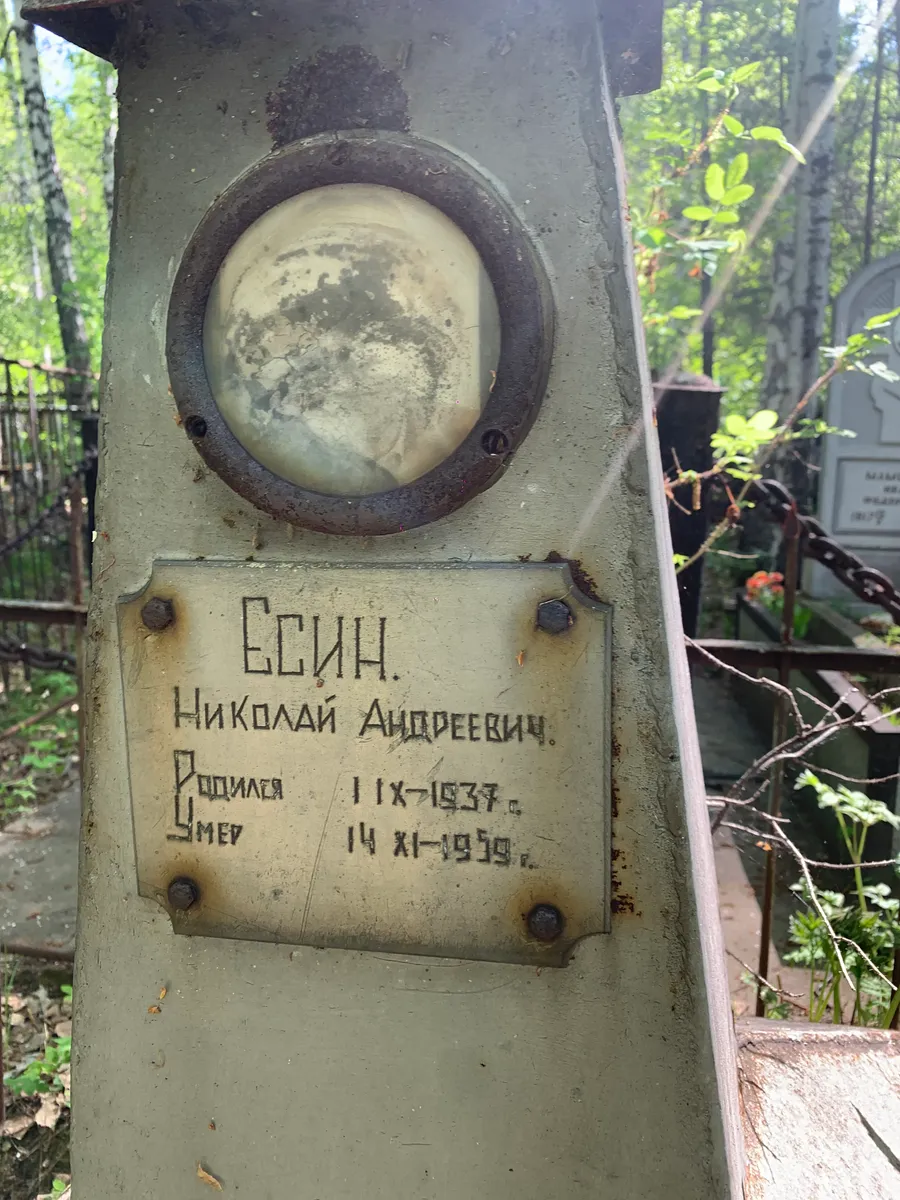 ЕСИН.
НИКОЛАЙ АНДРЕЕВИЧ.
РОДИЛСЯ 1 IX-1937 г.
УМЕР 14 XI-1959 г.